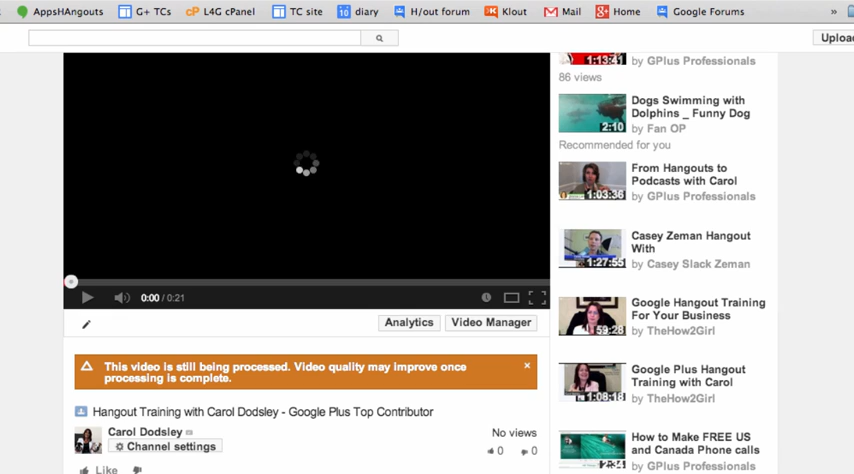 AppsHAngouts G+ TCs L4G cPanel TC site 10 diary H/out forum Klout Mail Home Google Forums »
Uploa
1:13:41
by GPlus Professionals
86 views
Dogs Swimming with
Dolphins _ Funny Dog
2:10
by Fan OP
Recommended for you
From Hangouts to
Podcasts with Carol
1:03:36
by GPlus Professionals
Casey Zeman Hangout
With
1:27:55
by Casey Slack Zeman
0:00 / 0:21
Google Hangout Training
For Your Business
59:28
by TheHow2Girl
Analytics Video Manager
This video is still being processed. Video quality may improve once
processing is complete.
Google Plus Hangout
Training with Carol
1:08:18
by TheHow2Girl
Hangout Training with Carol Dodsley - Google Plus Top Contributor
Carol Dodsley
Channel settings
No views
0 0
Like
How to Make FREE US
and Canada Phone calls
2:34
by GPlus Professionals